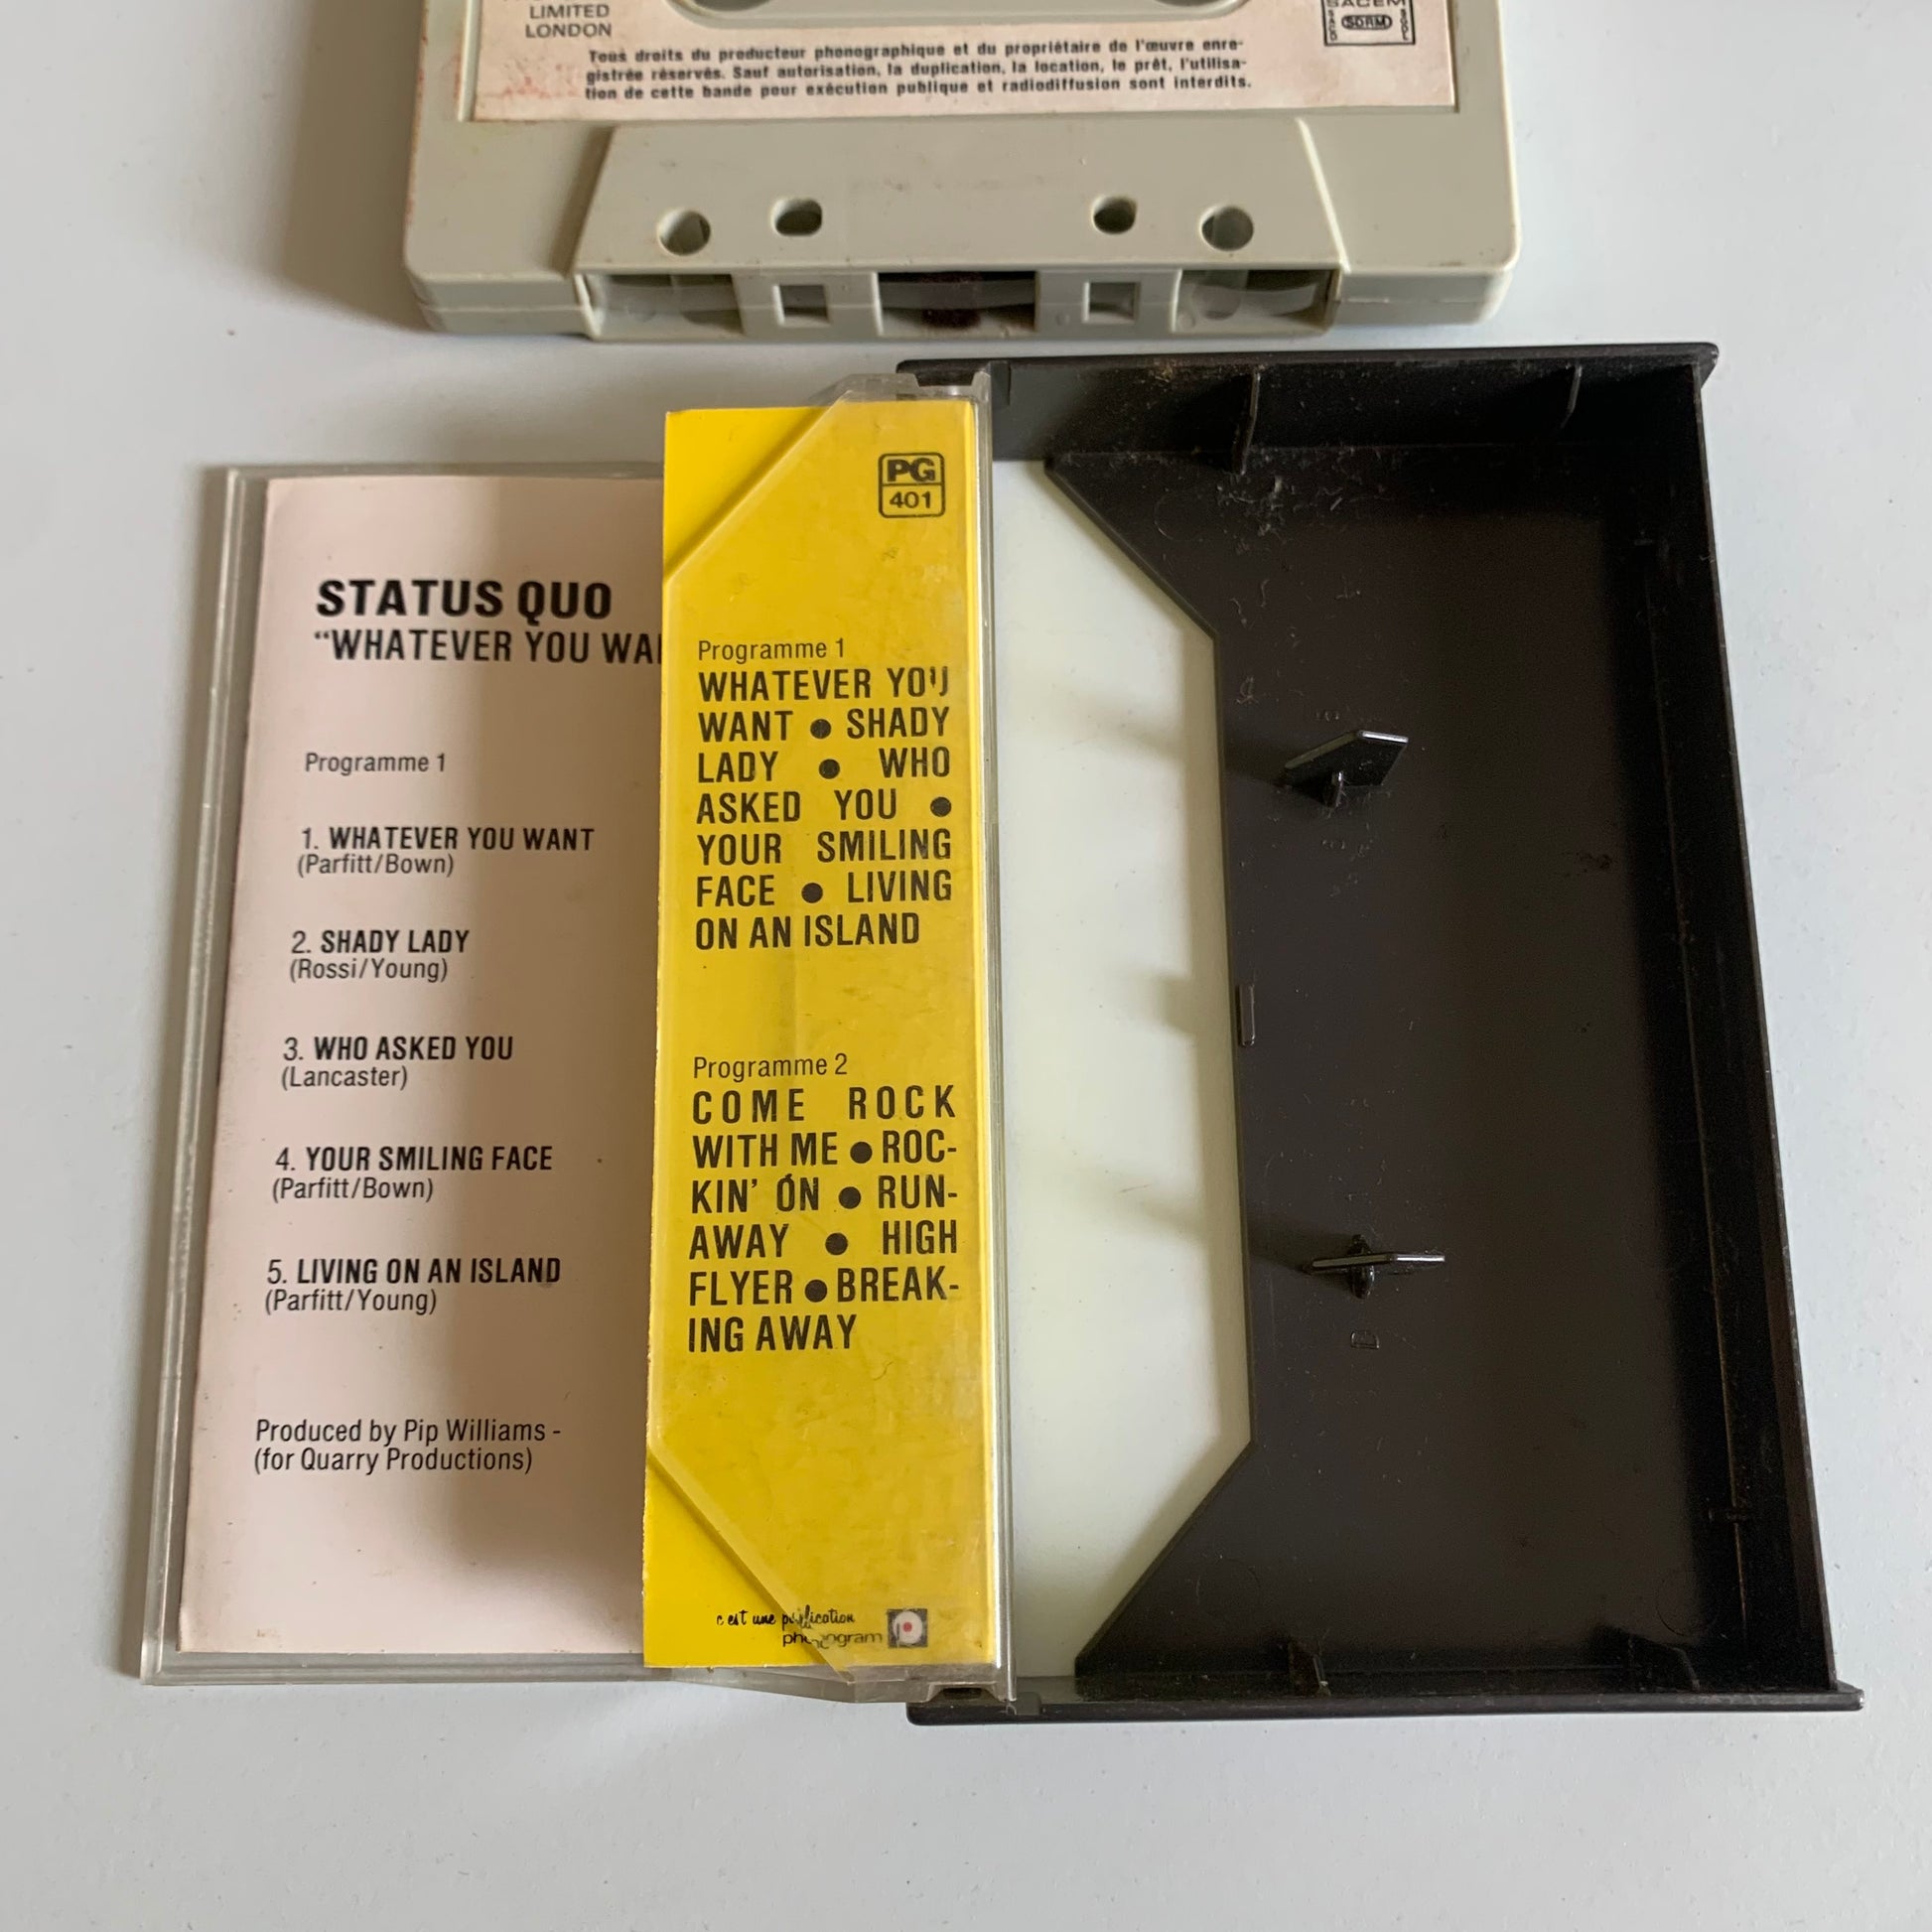 LIMITED
LONDON
Tous droits du producteur phonographique et du propriétaire de l'œuvre enre-
gistrée réservés. Sauf autorisation, la duplication, la location, le prêt, l'utilisa-
tion de cette bande pour exécution publique et radiodiffusion sont interdits.
SACEM
SDRM
STATUS QUO
"WHATEVER YOU WA
Programme 1
1. WHATEVER YOU WANT
(Parfitt/Bown)
2. SHADY LADY
(Rossi/Young)
3. WHO ASKED YOU
(Lancaster)
4. YOUR SMILING FACE
(Parfitt/Bown)
5. LIVING ON AN ISLAND
(Parfitt/Young)
Produced by Pip Williams -
(for Quarry Productions)
PG
401
Programme 1
WHATEVER YOU
WANT ● SHADY
LADY ● WHO
ASKED YOU ●
YOUR SMILING
FACE ● LIVING
ON AN ISLAND
Programme 2
COME ROCK
WITH ME ● ROC-
KIN' ON ● RUN-
AWAY ● HIGH
FLYER ● BREAK-
ING AWAY
c'est une publication
phonogram